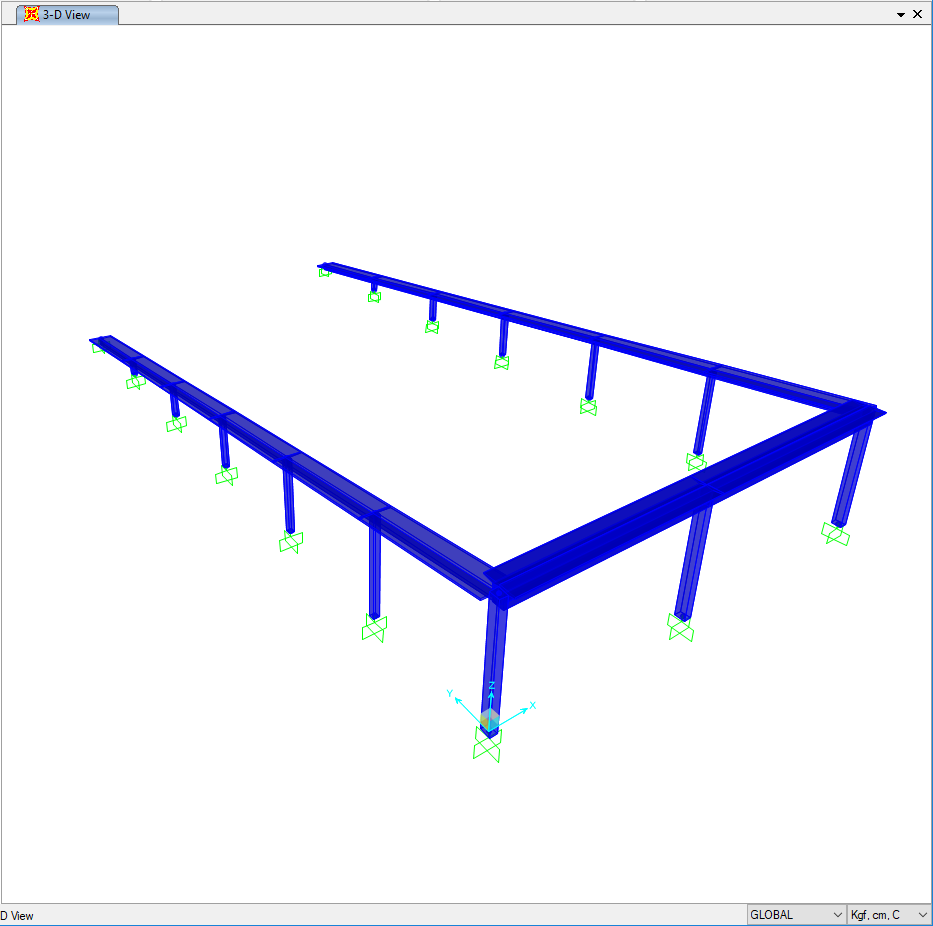 3-D View
Z
Y
X
D View
GLOBAL
Kgf, cm, C